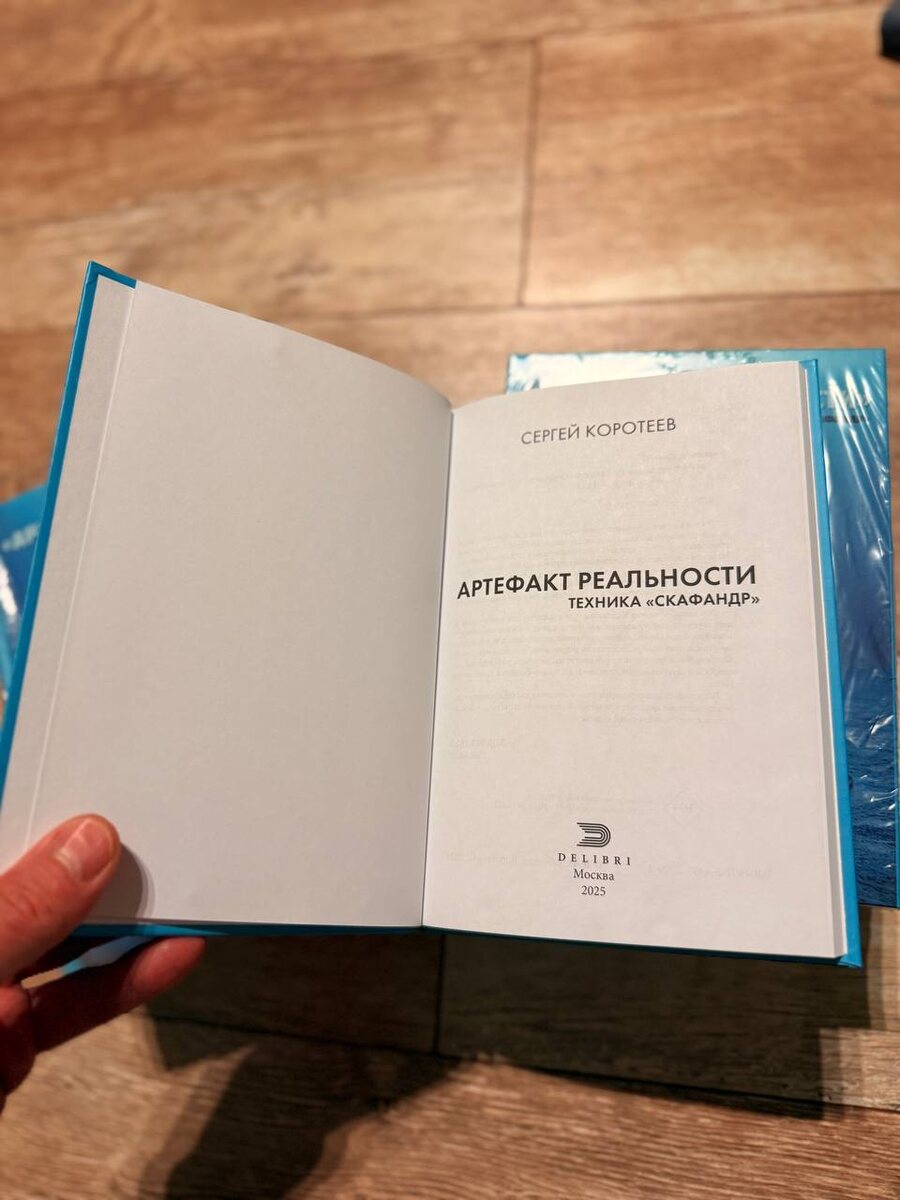 СЕРГЕЙ КОРОТЕЕВ
АРТЕФАКТ РЕАЛЬНОСТИ
ТЕХНИКА «СКАФАНДР»
DELIBRI
Москва
2025